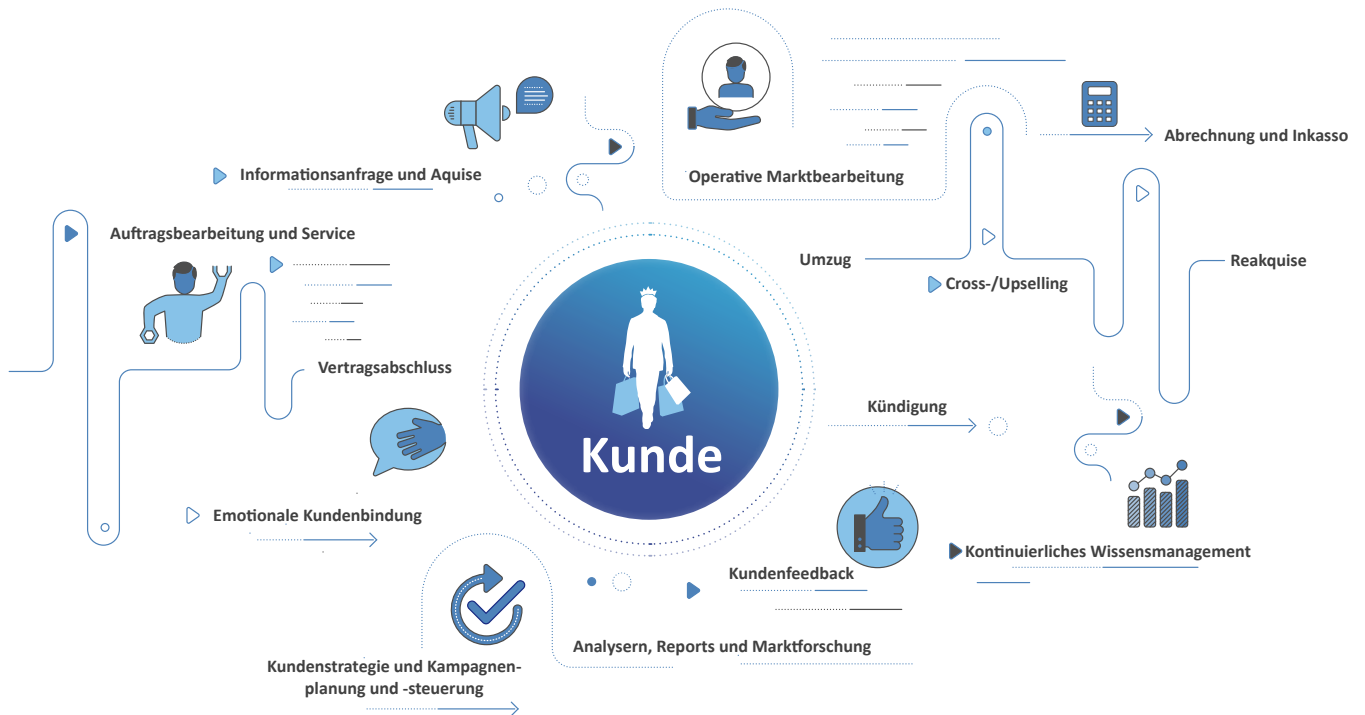 Abrechnung und Inkasso
Informationsanfrage und Aquise
Operative Marktbearbeitung
Auftragsbearbeitung und Service
Umzug
Reakquise
Cross-/Upselling
Vertragsabschluss
Kündigung
Kunde
Emotionale Kundenbindung
Kontinuierliches Wissensmanagement
Kundenfeedback
Analysern, Reports und Marktforschung
Kundenstrategie und Kampagnen-
planung und -steuerung